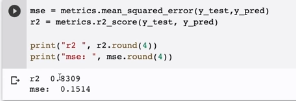 mse = metrics.mean_squared_error(y_test,y_pred)
r2 = metrics.r2_score(y_test, y_pred)
print("r2 ", r2.round(4))
print("mse: ", mse.round(4))
r2  0.8309
mse:  0.1514